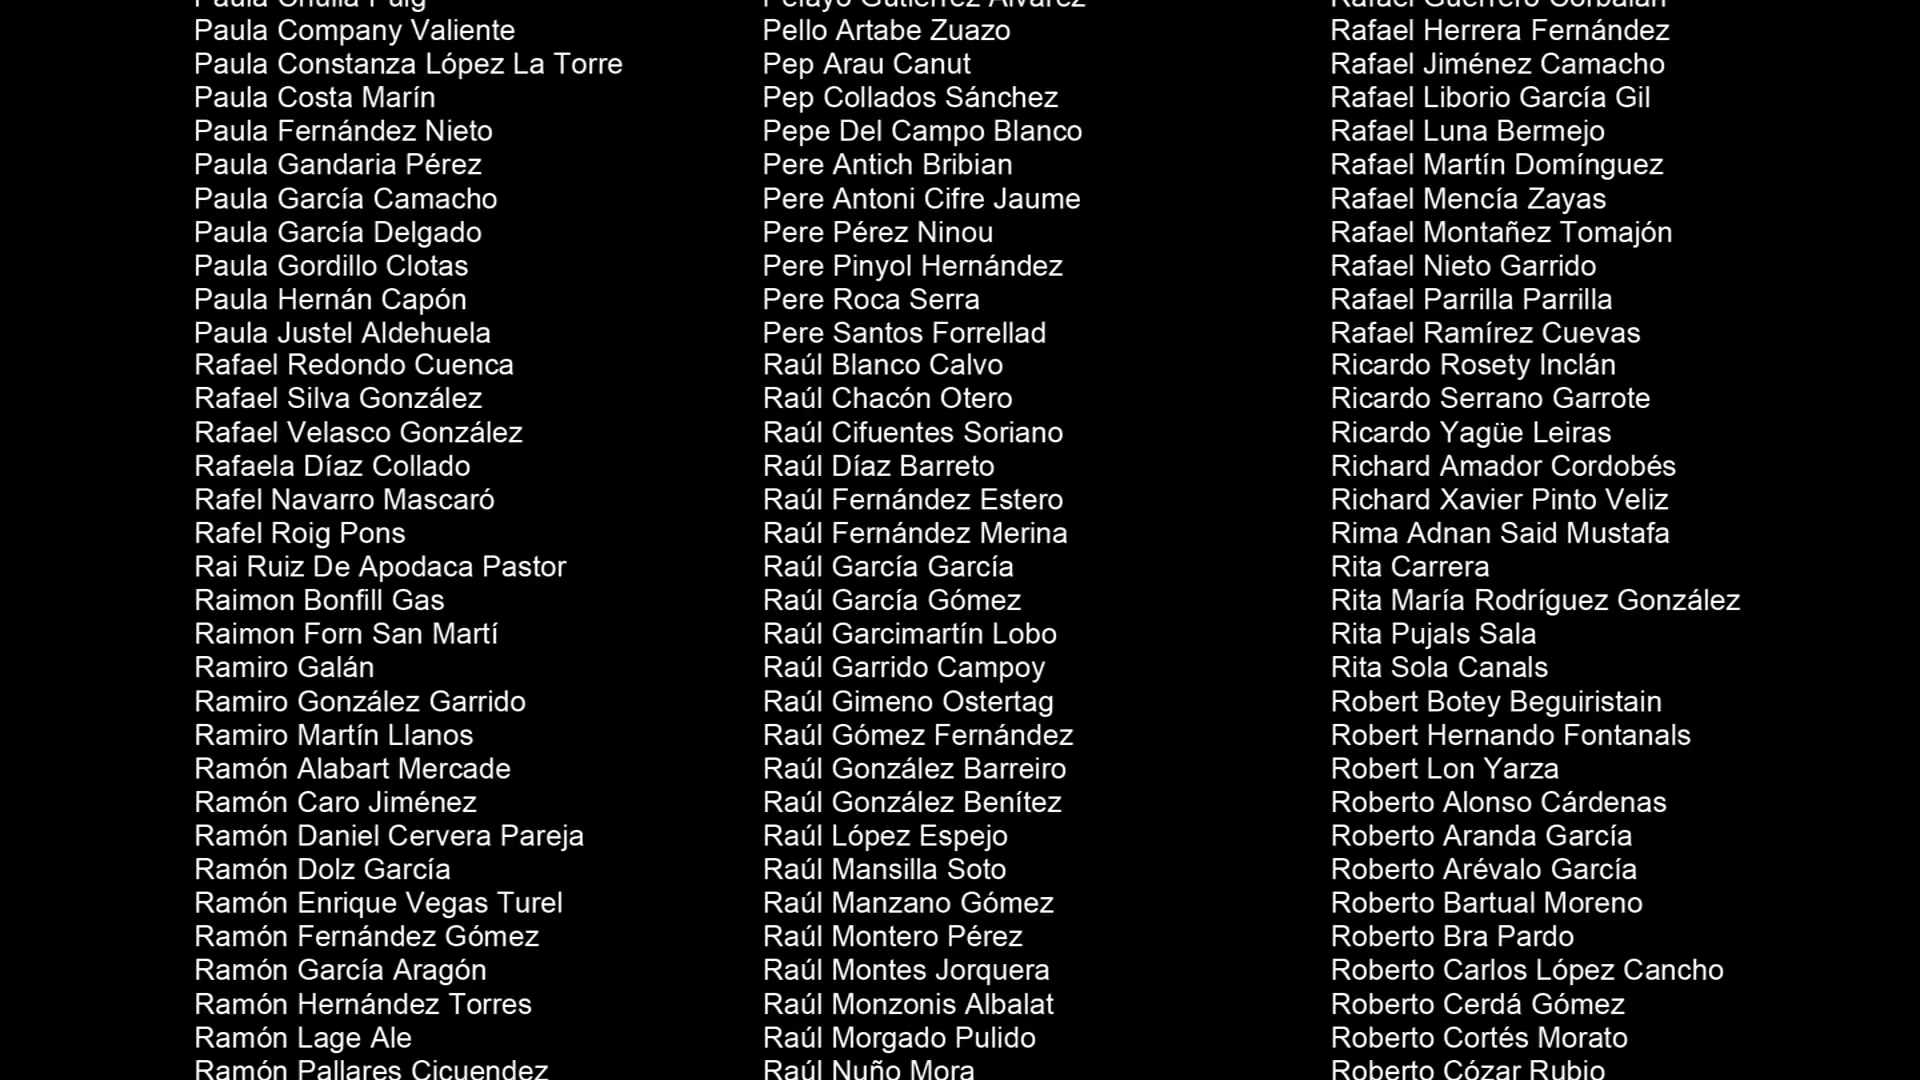 Paula Chulia Puig
Paula Company Valiente
Paula Constanza López La Torre
Paula Costa Marín
Paula Fernández Nieto
Paula Gandaria Pérez
Paula García Camacho
Paula García Delgado
Paula Gordillo Clotas
Paula Hernán Capón
Paula Justel Aldehuela
Pelayo Gutiérrez Álvarez
Pello Artabe Zuazo
Pep Arau Canut
Pep Collados Sánchez
Pepe Del Campo Blanco
Pere Antich Bribian
Pere Antoni Cifre Jaume
Pere Pérez Ninou
Pere Pinyol Hernández
Pere Roca Serra
Pere Santos Forrellad
Rafael Guerrero Corbalán
Rafael Herrera Fernández
Rafael Jiménez Camacho
Rafael Liborio García Gil
Rafael Luna Bermejo
Rafael Martín Domínguez
Rafael Mencía Zayas
Rafael Montañez Tomajón
Rafael Nieto Garrido
Rafael Parrilla Parrilla
Rafael Ramírez Cuevas
Rafael Redondo Cuenca
Rafael Silva González
Rafael Velasco González
Rafaela Díaz Collado
Rafel Navarro Mascaró
Rafel Roig Pons
Rai Ruiz De Apodaca Pastor
Raimon Bonfill Gas
Raimon Forn San Martí
Ramiro Galán
Ramiro González Garrido
Ramiro Martín Llanos
Ramón Alabart Mercade
Ramón Caro Jiménez
Ramón Daniel Cervera Pareja
Ramón Dolz García
Ramón Enrique Vegas Turel
Ramón Fernández Gómez
Ramón García Aragón
Ramón Hernández Torres
Ramón Lage Ale
Ramón Pallares Cicuendez
Raúl Blanco Calvo
Raúl Chacón Otero
Raúl Cifuentes Soriano
Raúl Díaz Barreto
Raúl Fernández Estero
Raúl Fernández Merina
Raúl García García
Raúl García Gómez
Raúl Garcimartín Lobo
Raúl Garrido Campoy
Raúl Gimeno Ostertag
Raúl Gómez Fernández
Raúl González Barreiro
Raúl González Benítez
Raúl López Espejo
Raúl Mansilla Soto
Raúl Manzano Gómez
Raúl Montero Pérez
Raúl Montes Jorquera
Raúl Monzonis Albalat
Raúl Morgado Pulido
Raúl Nuño Mora
Ricardo Rosety Inclán
Ricardo Serrano Garrote
Ricardo Yagüe Leiras
Richard Amador Cordobés
Richard Xavier Pinto Veliz
Rima Adnan Said Mustafa
Rita Carrera
Rita María Rodríguez González
Rita Pujals Sala
Rita Sola Canals
Robert Botey Beguiristain
Robert Hernando Fontanals
Robert Lon Yarza
Roberto Alonso Cárdenas
Roberto Aranda García
Roberto Arévalo García
Roberto Bartual Moreno
Roberto Bra Pardo
Roberto Carlos López Cancho
Roberto Cerdá Gómez
Roberto Cortés Morato
Roberto Cózar Rubio